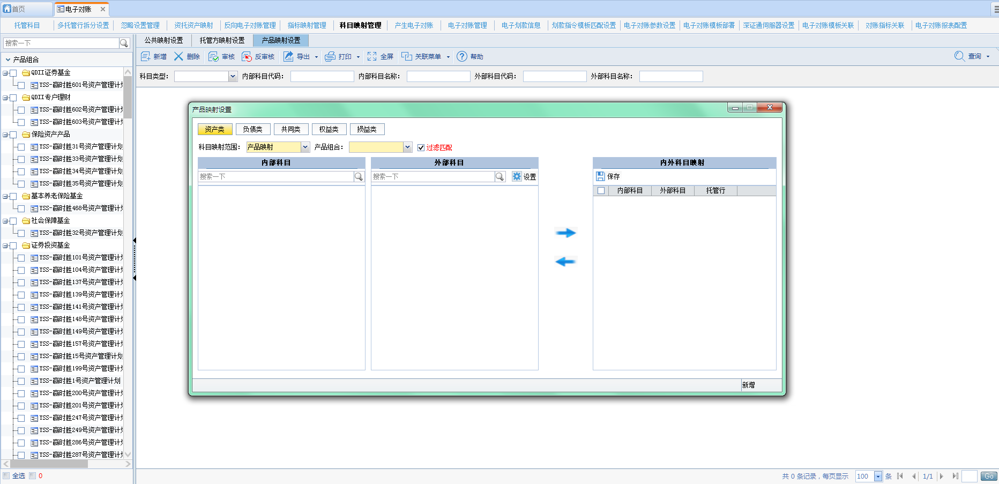 首页 电子对账
托管科目 多托管行拆分设置 忽略设置管理 资托资产映射 反向电子对账管理 指标映射管理 科目映射管理 产生电子对账 电子对账管理 电子划款信息 划款指令模板匹配设置 电子对账参数设置 电子对账模板部署 深证通伺服器设置 电子对账模板关联 对账指标关联 电子对账报表配置
搜索一下
公共映射设置 托管方映射设置 产品映射设置
新增 删除 审核 反审核 导出 打印 全屏 关联菜单 帮助 查询
科目类型： 内部科目代码： 内部科目名称： 外部科目代码： 外部科目名称：
产品组合
QDII证券基金
YSS-赢时胜601号资产管理计
QDII专户理财
YSS-赢时胜602号资产管理计
YSS-赢时胜603号资产管理计
保险资产产品
YSS-赢时胜31号资产管理计划
YSS-赢时胜33号资产管理计划
YSS-赢时胜34号资产管理计划
YSS-赢时胜35号资产管理计划
基本养老保险基金
YSS-赢时胜468号资产管理计
社会保障基金
YSS-赢时胜32号资产管理计划
证券投资基金
YSS-赢时胜101号资产管理计
YSS-赢时胜104号资产管理计
YSS-赢时胜137号资产管理计
YSS-赢时胜139号资产管理计
YSS-赢时胜141号资产管理计
YSS-赢时胜148号资产管理计
YSS-赢时胜149号资产管理计
YSS-赢时胜157号资产管理计
YSS-赢时胜15号资产管理计划
YSS-赢时胜199号资产管理计
YSS-赢时胜1号资产管理计划
YSS-赢时胜200号资产管理计
YSS-赢时胜201号资产管理计
YSS-赢时胜247号资产管理计
YSS-赢时胜249号资产管理计
YSS-赢时胜286号资产管理计
YSS-赢时胜287号资产管理计
全选 0
产品映射设置
资产类 负债类 共同类 权益类 损益类
科目映射范围： 产品映射 产品组合： 过滤匹配
内部科目 外部科目 内外科目映射
搜索一下 搜索一下 设置 保存
内部科目 外部科目 托管行
新增
共 0 条记录，每页显示 100 条 1/1 Go